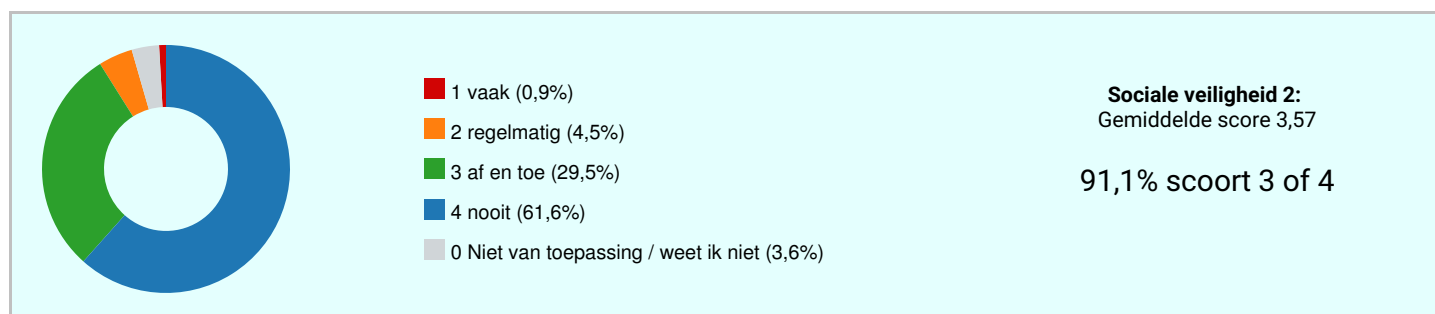 1 vaak (0,9%)
2 regelmatig (4,5%)
3 af en toe (29,5%)
4 nooit (61,6%)
0 Niet van toepassing / weet ik niet (3,6%)
Sociale veiligheid 2:
Gemiddelde score 3,57
91,1% scoort 3 of 4